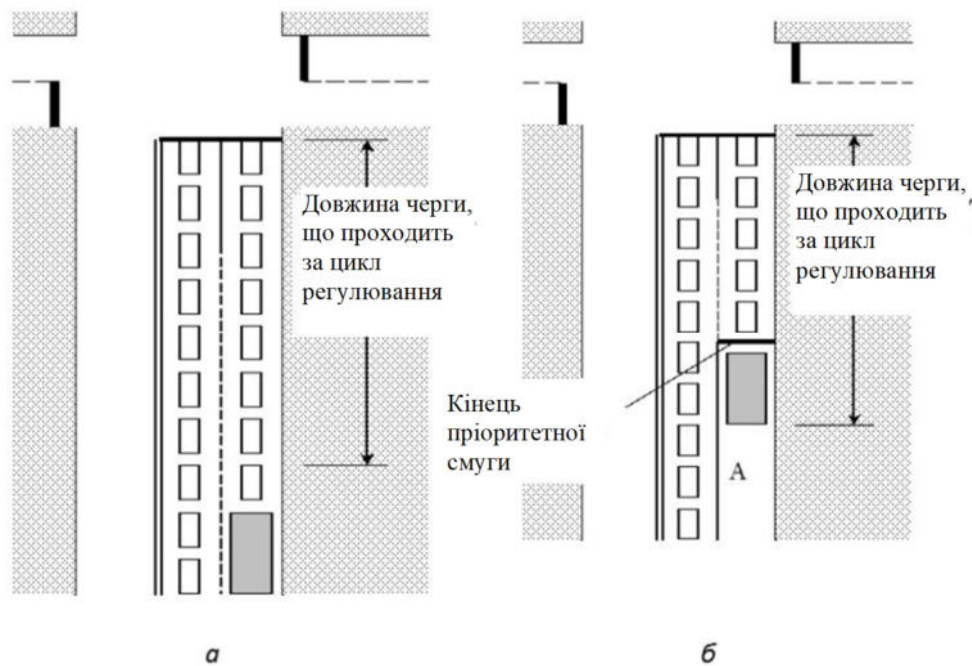 Довжина черги,
що проходить
за цикл
регулювання
Довжина черги,
що проходить
за цикл
регулювання
Кінець
пріоритетної
смуги
А
а
б